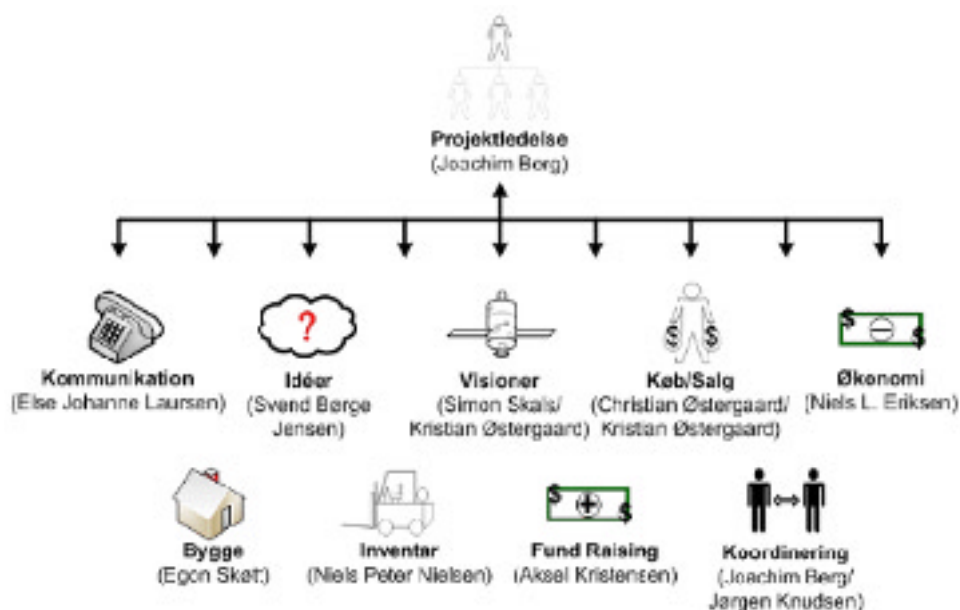 Projektledelse
(Joachim Berg)
?
$ $
$ $
Kommunikation
(Else Johanne Laursen)
Idéer
(Svend Børge
Jensen)
Visioner
(Simon Skals/
Kristian Østergaard)
Køb/Salg
(Christian Østergaard/
Kristian Østergaard)
Økonomi
(Niels L. Eriksen)
$ $
Bygge
(Egon Skøtt)
Inventar
(Niels Peter Nielsen)
Fund Raising
(Aksel Kristensen)
Koordinering
(Joachim Berg/
Jørgen Knudsen)